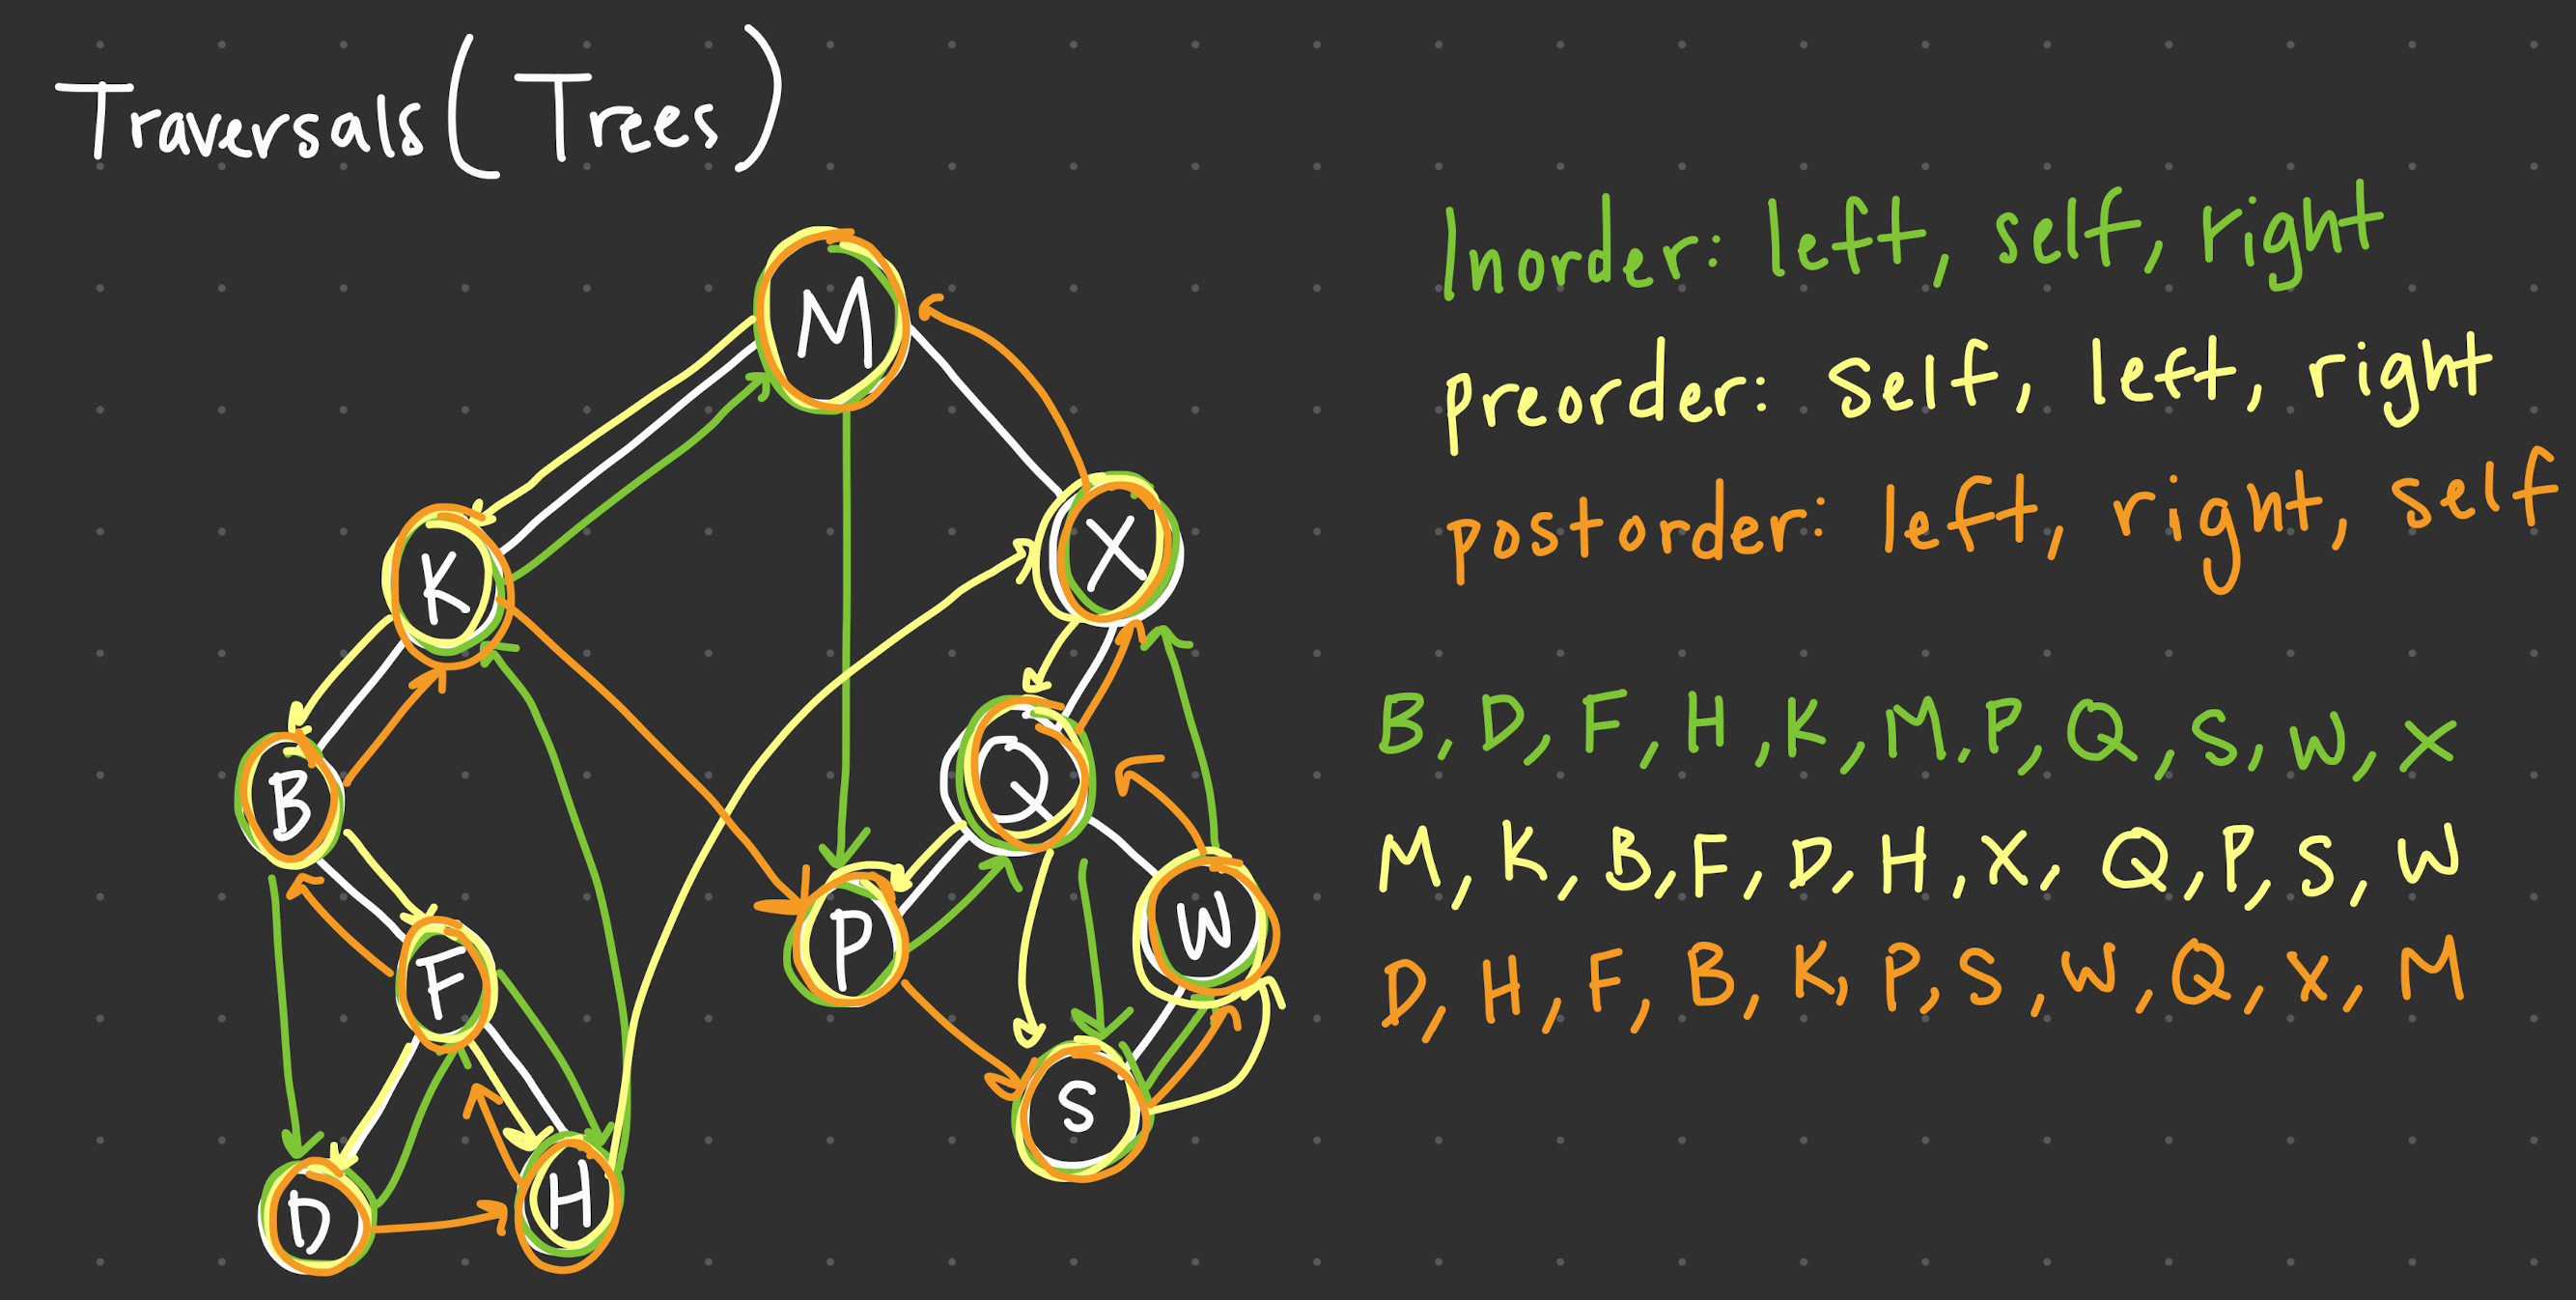 Traversals (Trees)
Inorder: left, self, right
preorder: self, left, right
postorder: left, right, self
M
K
X
B
Q
F
P
W
D
H
S
B, D, F, H, K, M, P, Q, S, W, X
M, K, B, F, D, H, X, Q, P, S, W
D, H, F, B, K, P, S, W, Q, X, M